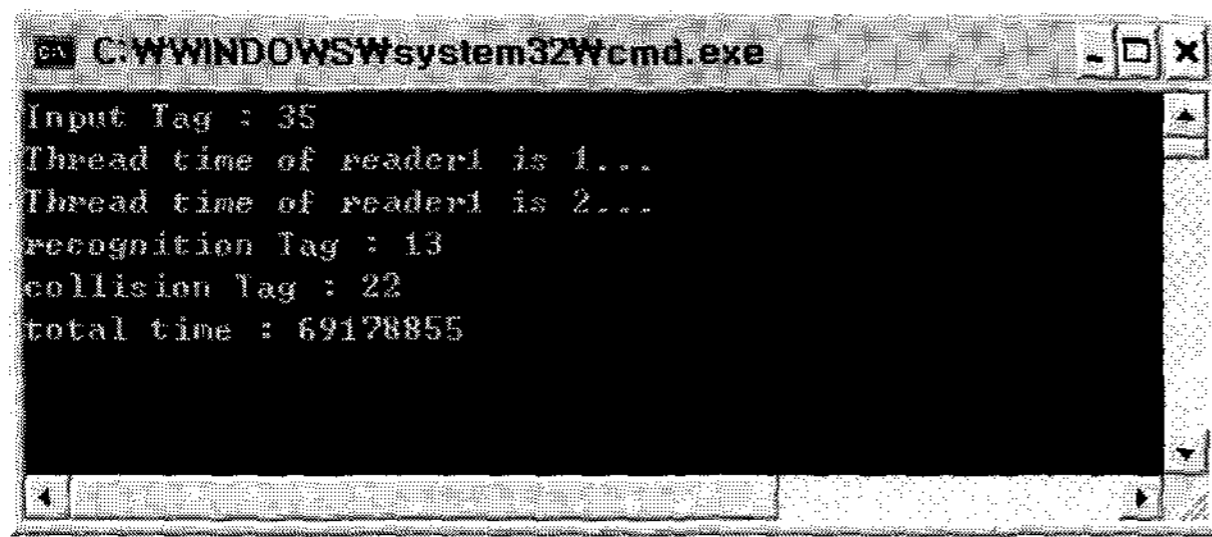 C:₩WINDOWS₩system32₩cmd.exe
Input Tag : 35
Thread time of reader1 is 1...
Thread time of reader1 is 2...
recognition Tag : 13
collision Tag : 22
total time : 69178855